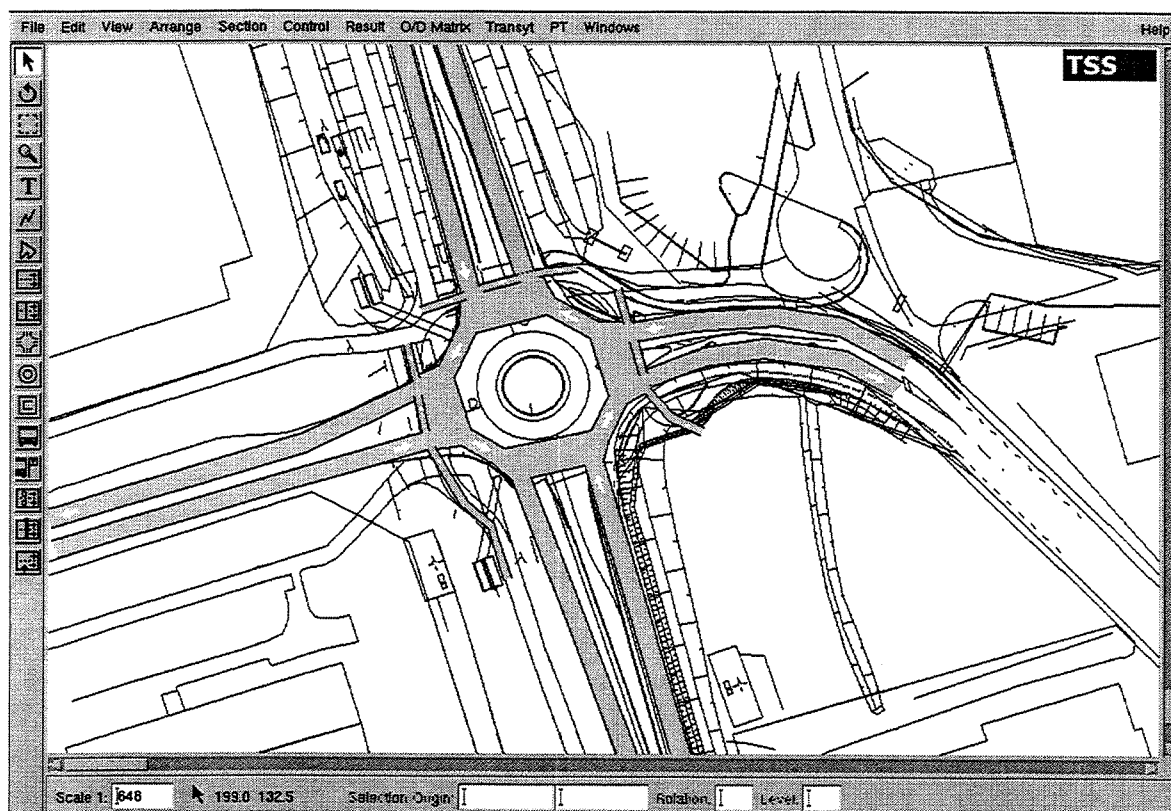 File Edit View Arrange Section Control Result O/D Matrix Transyt PT Windows Help
TSS
T
Scale 1: 648 199.0 132.5 Selection Origin: Rotation: Level: